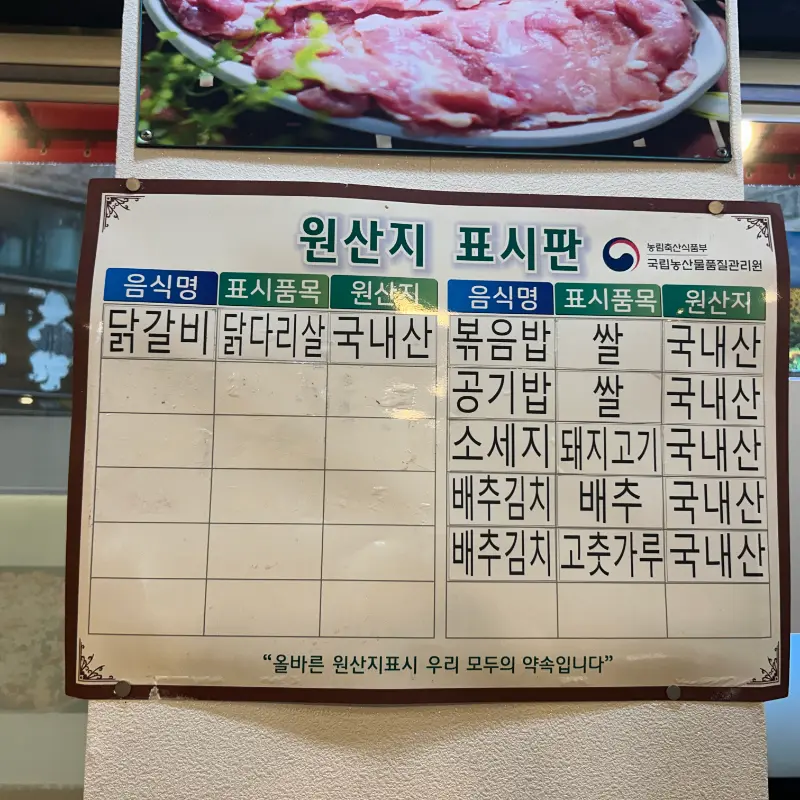 원산지 표시판
농림축산식품부
국립농산물품질관리원
음식명 표시품목 원산지
닭갈비 닭다리살 국내산
음식명 표시품목 원산지
볶음밥 쌀 국내산
공기밥 쌀 국내산
소세지 돼지고기 국내산
배추김치 배추 국내산
배추김치 고춧가루 국내산
“올바른 원산지표시 우리 모두의 약속입니다”